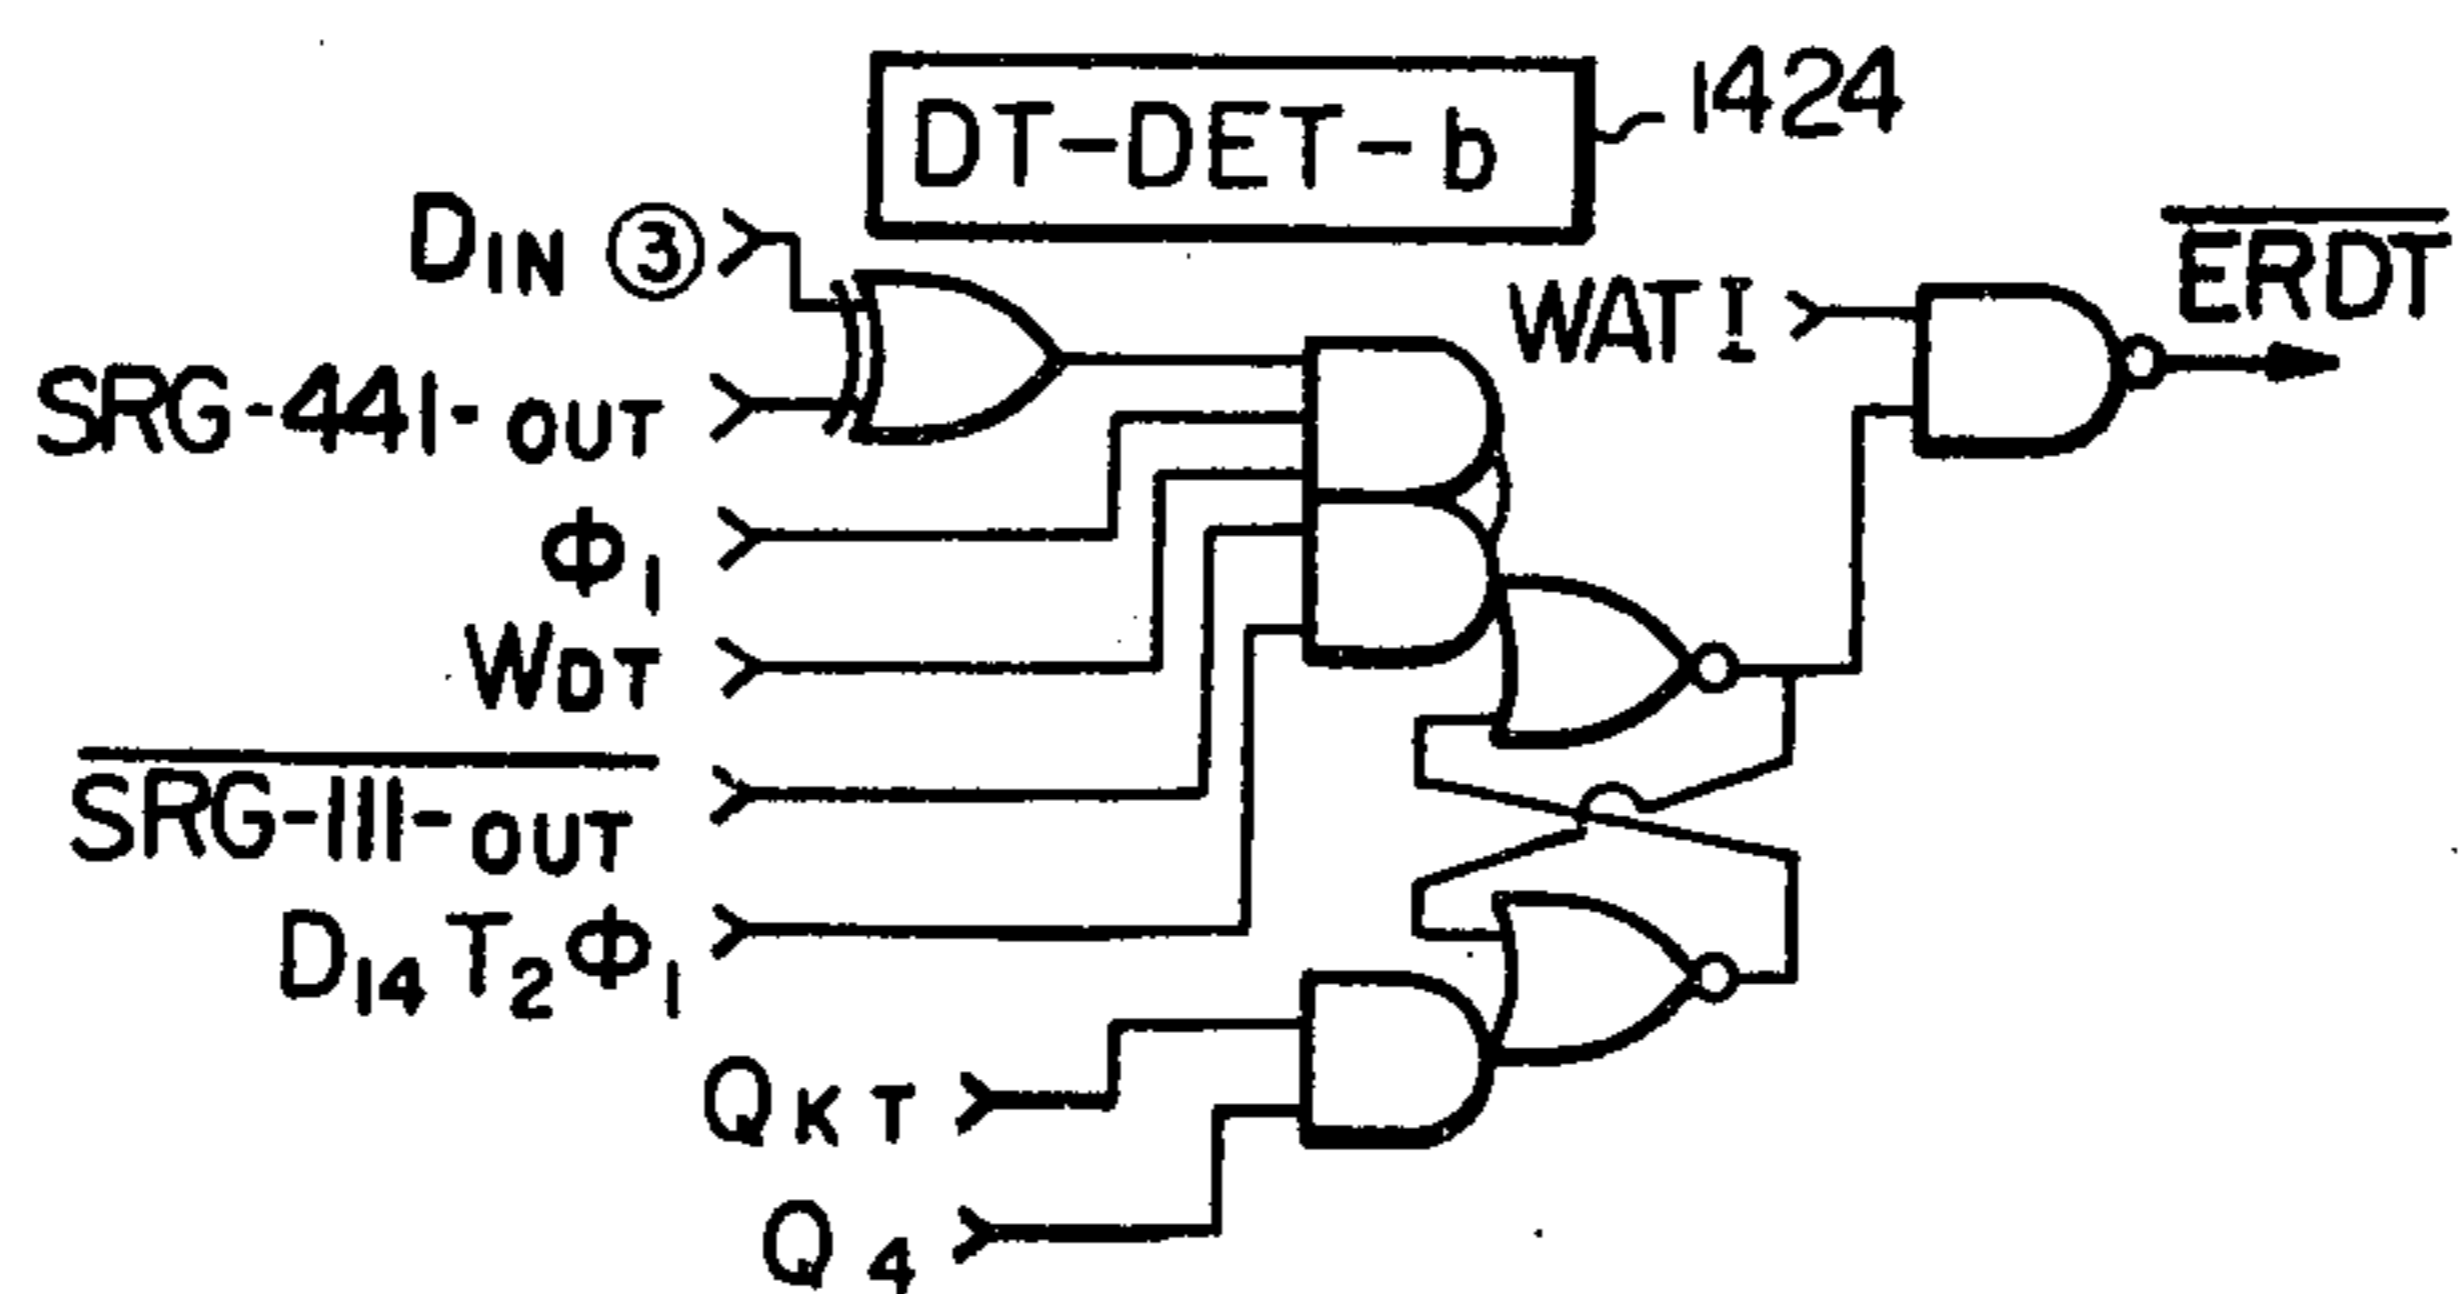 DT-DET-b
1424
DIN ③
SRG-441-OUT
Φ1
WDT
SRG-111-OUT
D14T2Φ1
QKT
Q4
WATI
ERDT